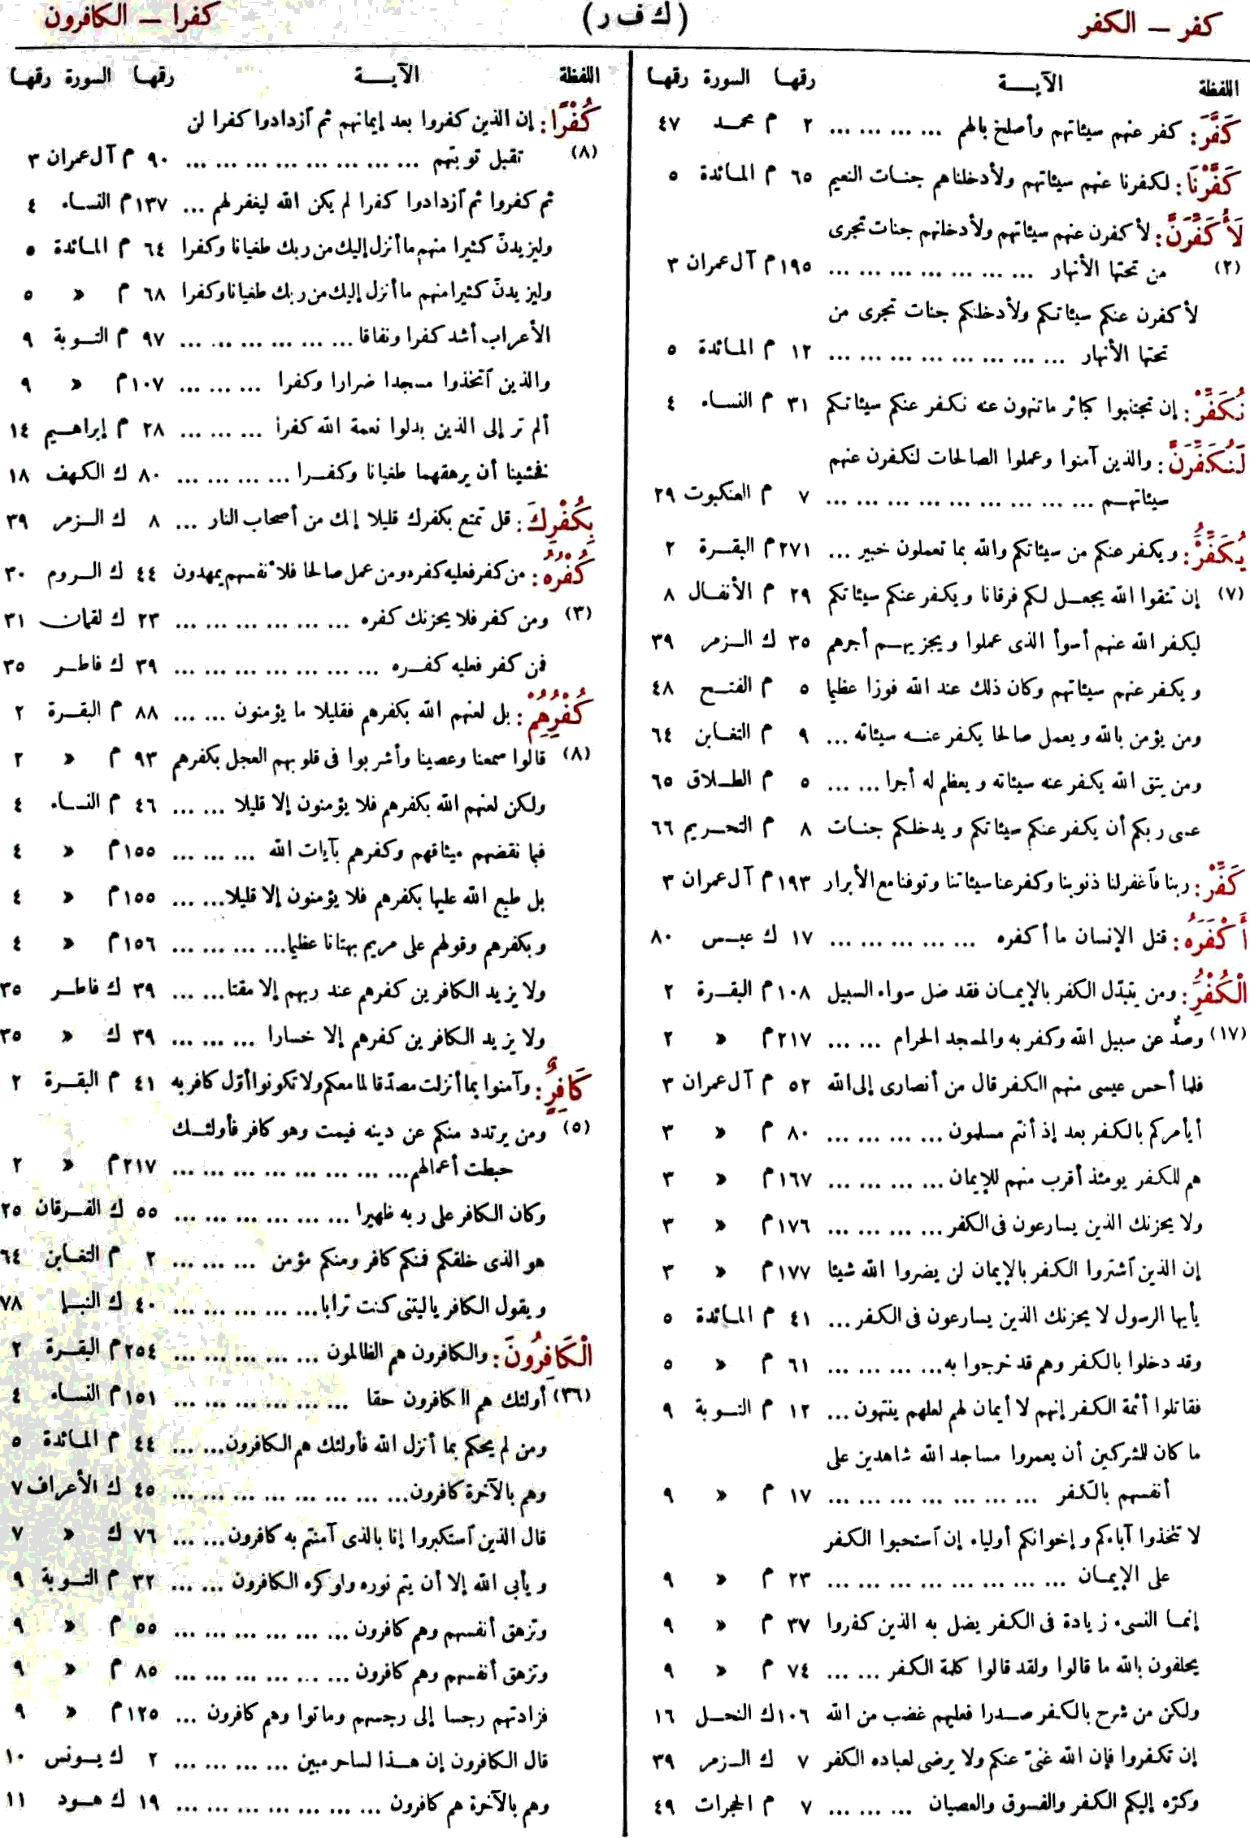 كفر — الكفر
(ك ف ر)
كفرا — الكافرون
اللفظة الآيــة رقها السورة رقها
كَفَّرَ: كفر عنهم سيئاتهم وأصلح بالهم ... ... ... ... ٢ م محمد ٤٧
كَفَّرْنَا: لكفرنا عنهم سيئاتهم ولأدخلناهم جنات النعيم ٦٥ م المائدة ٥
لَأُكَفِّرَنَّ: لأكفرن عنهم سيئاتهم ولأدخلنهم جنات تجرى
(٢) من تحتها الأنهار ... ... ... ... ... ... ... ١٩٥ م آل عمران ٣
لأكفرن عنكم سيئاتكم ولأدخلنكم جنات تجرى من
تحتها الأنهار ... ... ... ... ... ... ... ... ١٢ م المائدة ٥
نُكَفِّرْ: إن تجتنبوا كبائر ما تنهون عنه نكفر عنكم سيئاتكم ٣١ م النساء ٤
لَنُكَفِّرَنَّ: والذين آمنوا وعملوا الصالحات لنكفرن عنهم
سيئاتهم ... ... ... ... ... ... ... ... ... ٧ م العنكبوت ٢٩
يُكَفِّرُْ: ويكفر عنكم من سيئاتكم والله بما تعملون خبير ... ٢٧١ م البقرة ٢
(٧) إن تتقوا الله يجعل لكم فرقانا ويكفر عنكم سيئاتكم ٢٩ م الأنفال ٨
ليكفر الله عنهم أسوأ الذى عملوا ويجزيهم أجرهم ٣٥ ك الزمر ٣٩
ويكفر عنهم سيئاتهم وكان ذلك عند الله فوزا عظيما ٥ م الفتح ٤٨
ومن يؤمن بالله ويعمل صالحا يكفر عنه سيئاته ... ٩ م التغابن ٦٤
ومن يتق الله يكفر عنه سيئاته ويعظم له أجرا ... ... ٥ م الطلاق ٦٥
عسى ربكم أن يكفر عنكم سيئاتكم ويدخلكم جنات ٨ م التحريم ٦٦
كَفِّرْ: ربنا فٱغفرلنا ذنوبنا وكفرعنا سيئاتنا وتوفنا مع الأبرار ١٩٣ م آل عمران ٣
أَكْفَرَهُ: قتل الإنسان ما أكفره ... ... ... ... ... ... ١٧ ك عبس ٨٠
الْكُفْرُِ: ومن يتبدّل الكفر بالإيمان فقد ضل سواء السبيل ١٠٨ م البقرة ٢
(١٧) وصدٌّ عن سبيل الله وكفر به والمسجد الحرام ... ... ٢١٧ م » ٢
فلما أحس عيسى منهم الكفر قال من أنصارى إلى الله ٥٢ م آل عمران ٣
أيأمركم بالكفر بعد إذ أنتم مسلمون ... ... ... ... ٨٠ م » ٣
هم للكفر يومئذ أقرب منهم للإيمان ... ... ... ... ١٦٧ م » ٣
ولا يحزنك الذين يسارعون فى الكفر ... ... ... ... ١٧٦ م » ٣
إن الذين ٱشتروا الكفر بالإيمان لن يضروا الله شيئا ١٧٧ م » ٣
يأيها الرسول لا يحزنك الذين يسارعون فى الكفر ... ٤١ م المائدة ٥
وقد دخلوا بالكفر وهم قد خرجوا به ... ... ... ... ٦١ م » ٥
فقاتلوا أئمة الكفر إنهم لا أيمان لهم لعلهم ينتهون ... ١٢ م التوبة ٩
ما كان للمشركين أن يعمروا مساجد الله شاهدين على
أنفسهم بالكفر ... ... ... ... ... ... ... ١٧ م » ٩
لا تتخذوا آباءكم وإخوانكم أولياء إن ٱستحبوا الكفر
على الإيمان ... ... ... ... ... ... ... ... ٢٣ م » ٩
إنما النسىء زيادة فى الكفر يضل به الذين كفروا ٣٧ م » ٩
يحلفون بالله ما قالوا ولقد قالوا كلمة الكفر ... ... ٧٤ م » ٩
ولكن من شرح بالكفر صدرا فعليهم غضب من الله ١٠٦ ك النحل ١٦
إن تكفروا فإن الله غنىّ عنكم ولا يرضى لعباده الكفر ٧ ك الزمر ٣٩
وكرّه إليكم الكفر والفسوق والعصيان ... ... ... ٧ م الحجرات ٤٩
اللفظة الآيــة رقها السورة رقها
كُفْرًا: إن الذين كفروا بعد إيمانهم ثم ٱزدادوا كفرا لن
(٨) تقبل توبتهم ... ... ... ... ... ... ... ... ٩٠ م آل عمران ٣
ثم كفروا ثم ٱزدادوا كفرا لم يكن الله ليغفر لهم ... ١٣٧ م النساء ٤
وليزيدنّ كثيرا منهم ما أنزل إليك من ربك طغيانا وكفرا ٦٤ م المائدة ٥
وليزيدنّ كثيرا منهم ما أنزل إليك من ربك طغيانا وكفرا ٦٨ م » ٥
الأعراب أشد كفرا ونفاقا ... ... ... ... ... ... ٩٧ م التوبة ٩
والذين ٱتخذوا مسجدا ضرارا وكفرا ... ... ... ١٠٧ م » ٩
ألم تر إلى الذين بدلوا نعمة الله كفرا ... ... ... ٢٨ م إبراهيم ١٤
فخشينا أن يرهقهما طغيانا وكفرا ... ... ... ... ٨٠ ك الكهف ١٨
بِكُفْرِكَ: قل تمتع بكفرك قليلا إنك من أصحاب النار ... ٨ ك الزمر ٣٩
كُفْرُهُ: من كفر فعليه كفره ومن عمل صالحا فلأنفسهم يمهدون ٤٤ ك الروم ٣٠
(٣) ومن كفر فلا يحزنك كفره ... ... ... ... ... ... ٢٣ ك لقمان ٣١
فمن كفر فعليه كفره ... ... ... ... ... ... ... ٣٩ ك فاطر ٣٥
كُفْرُِهُِمْ: بل لعنهم الله بكفرهم فقليلا ما يؤمنون ... ... ٨٨ م البقرة ٢
(٨) قالوا سمعنا وعصينا وأشربوا فى قلوبهم العجل بكفرهم ٩٣ م » ٢
ولكن لعنهم الله بكفرهم فلا يؤمنون إلا قليلا ... ... ٤٦ م النساء ٤
فبما نقضهم ميثاقهم وكفرهم بآيات الله ... ... ... ١٥٥ م » ٤
بل طبع الله عليها بكفرهم فلا يؤمنون إلا قليلا ... ... ١٥٥ م » ٤
وبكفرهم وقولهم على مريم بهتانا عظيما ... ... ... ... ١٥٦ م » ٤
ولا يزيد الكافرين كفرهم عند ربهم إلا مقتا ... ... ٣٩ ك فاطر ٣٥
ولا يزيد الكافرين كفرهم إلا خسارا ... ... ... ٣٩ ك » ٣٥
كَافِرٌٍ: وآمنوا بما أنزلت مصدّقا لما معكم ولا تكونوا أوّل كافر به ٤١ م البقرة ٢
(٥) ومن يرتدد منكم عن دينه فيمت وهو كافر فأولئك
حبطت أعمالهم ... ... ... ... ... ... ... ... ٢١٧ م » ٢
وكان الكافر على ربه ظهيرا ... ... ... ... ... ... ٥٥ ك الفرقان ٢٥
هو الذى خلقكم فمنكم كافر ومنكم مؤمن ... ... ... ٢ م التغابن ٦٤
ويقول الكافر ياليتنى كنت ترابا ... ... ... ... ... ٤٠ ك النبإ ٧٨
الْكَافِرُونَ: والكافرون هم الظالمون ... ... ... ... ... ٢٥٤ م البقرة ٢
(٣٦) أولئك هم الكافرون حقا ... ... ... ... ... ... ١٥١ م النساء ٤
ومن لم يحكم بما أنزل الله فأولئك هم الكافرون ... ... ٤٤ م المائدة ٥
وهم بالآخرة كافرون ... ... ... ... ... ... ... ... ٤٥ ك الأعراف ٧
قال الذين ٱستكبروا إنا بالذى آمنتم به كافرون ... ... ٧٦ ك » ٧
ويأبى الله إلا أن يتم نوره ولو كره الكافرون ... ... ٣٢ م التوبة ٩
وتزهق أنفسهم وهم كافرون ... ... ... ... ... ... ٥٥ م » ٩
وتزهق أنفسهم وهم كافرون ... ... ... ... ... ... ٨٥ م » ٩
فزادتهم رجسا إلى رجسهم وماتوا وهم كافرون ... ١٢٥ م » ٩
قال الكافرون إن هذا لساحر مبين ... ... ... ... ٢ ك يونس ١٠
وهم بالآخرة هم كافرون ... ... ... ... ... ... ... ١٩ ك هود ١١